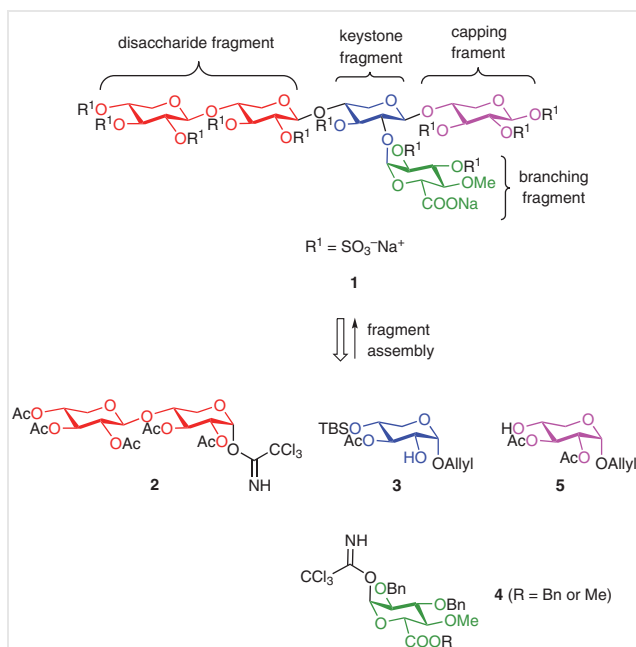 disaccharide fragment
keystone
fragment
capping
frament
R¹O
R¹O
OR¹
O
O
O
R¹O
OR¹
O
O
R¹O
O
O
O
R¹O
OR¹
O
OR¹
OR¹
OR¹
O
OMe
COONa
branching
fragment
R¹ = SO₃⁻Na⁺
1
fragment
assembly
AcO
AcO
OAc
O
O
O
AcO
AcO
O
CCl₃
NH
2
TBSO
AcO
O
HO
OAllyl
3
HO
AcO
O
AcO
OAllyl
5
NH
CCl₃
O
OBn
OBn
O
OMe
COOR
4 (R = Bn or Me)